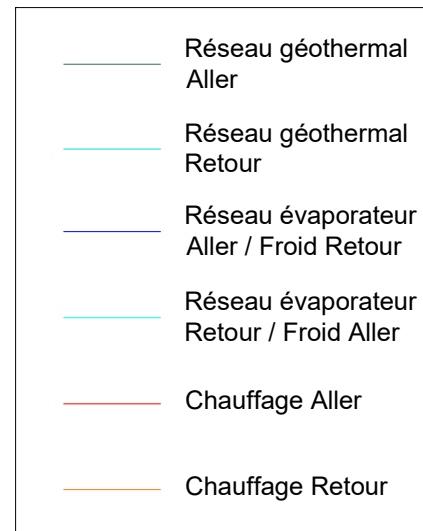 Réseau géothermal
Aller
Réseau géothermal
Retour
Réseau évaporateur
Aller / Froid Retour
Réseau évaporateur
Retour / Froid Aller
Chauffage Aller
Chauffage Retour